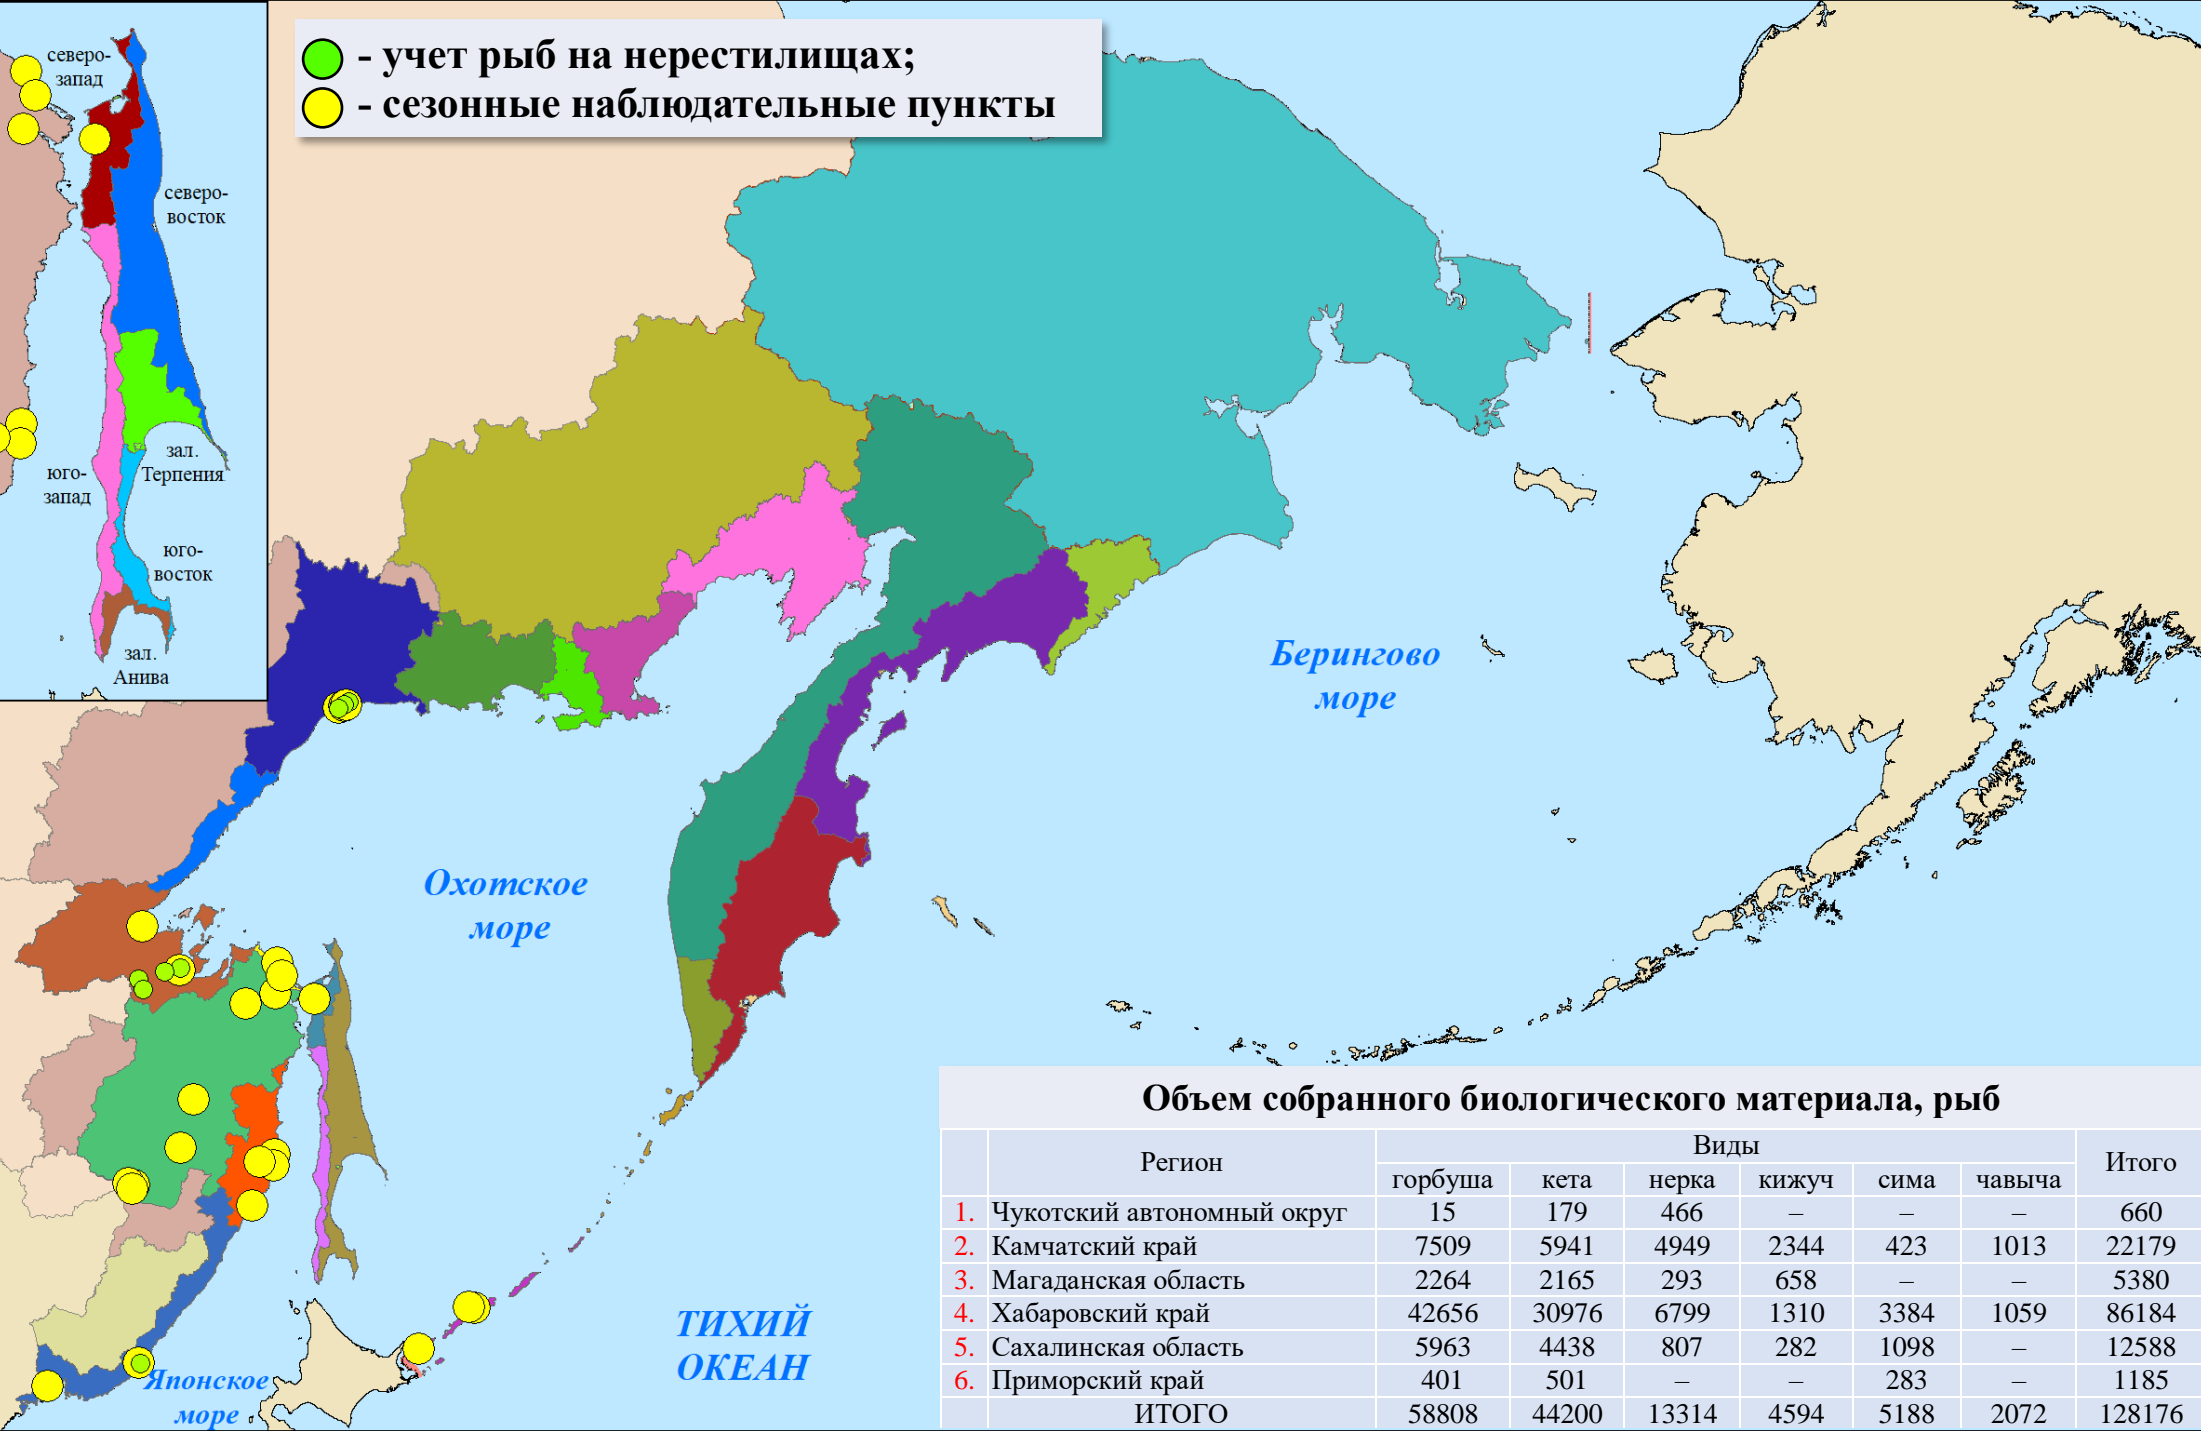 - учет рыб на нерестилищах;
- сезонные наблюдательные пункты
северо-
запад
северо-
восток
зал.
Терпения
юго-
запад
юго-
восток
зал.
Анива
Берингово
море
Охотское
море
ТИХИЙ
ОКЕАН
Японское
море
Объем собранного биологического материала, рыб
Регион Виды Итого
горбуша кета нерка кижуч сима чавыча
1. Чукотский автономный округ 15 179 466 – – – 660
2. Камчатский край 7509 5941 4949 2344 423 1013 22179
3. Магаданская область 2264 2165 293 658 – – 5380
4. Хабаровский край 42656 30976 6799 1310 3384 1059 86184
5. Сахалинская область 5963 4438 807 282 1098 – 12588
6. Приморский край 401 501 – – 283 – 1185
ИТОГО 58808 44200 13314 4594 5188 2072 128176